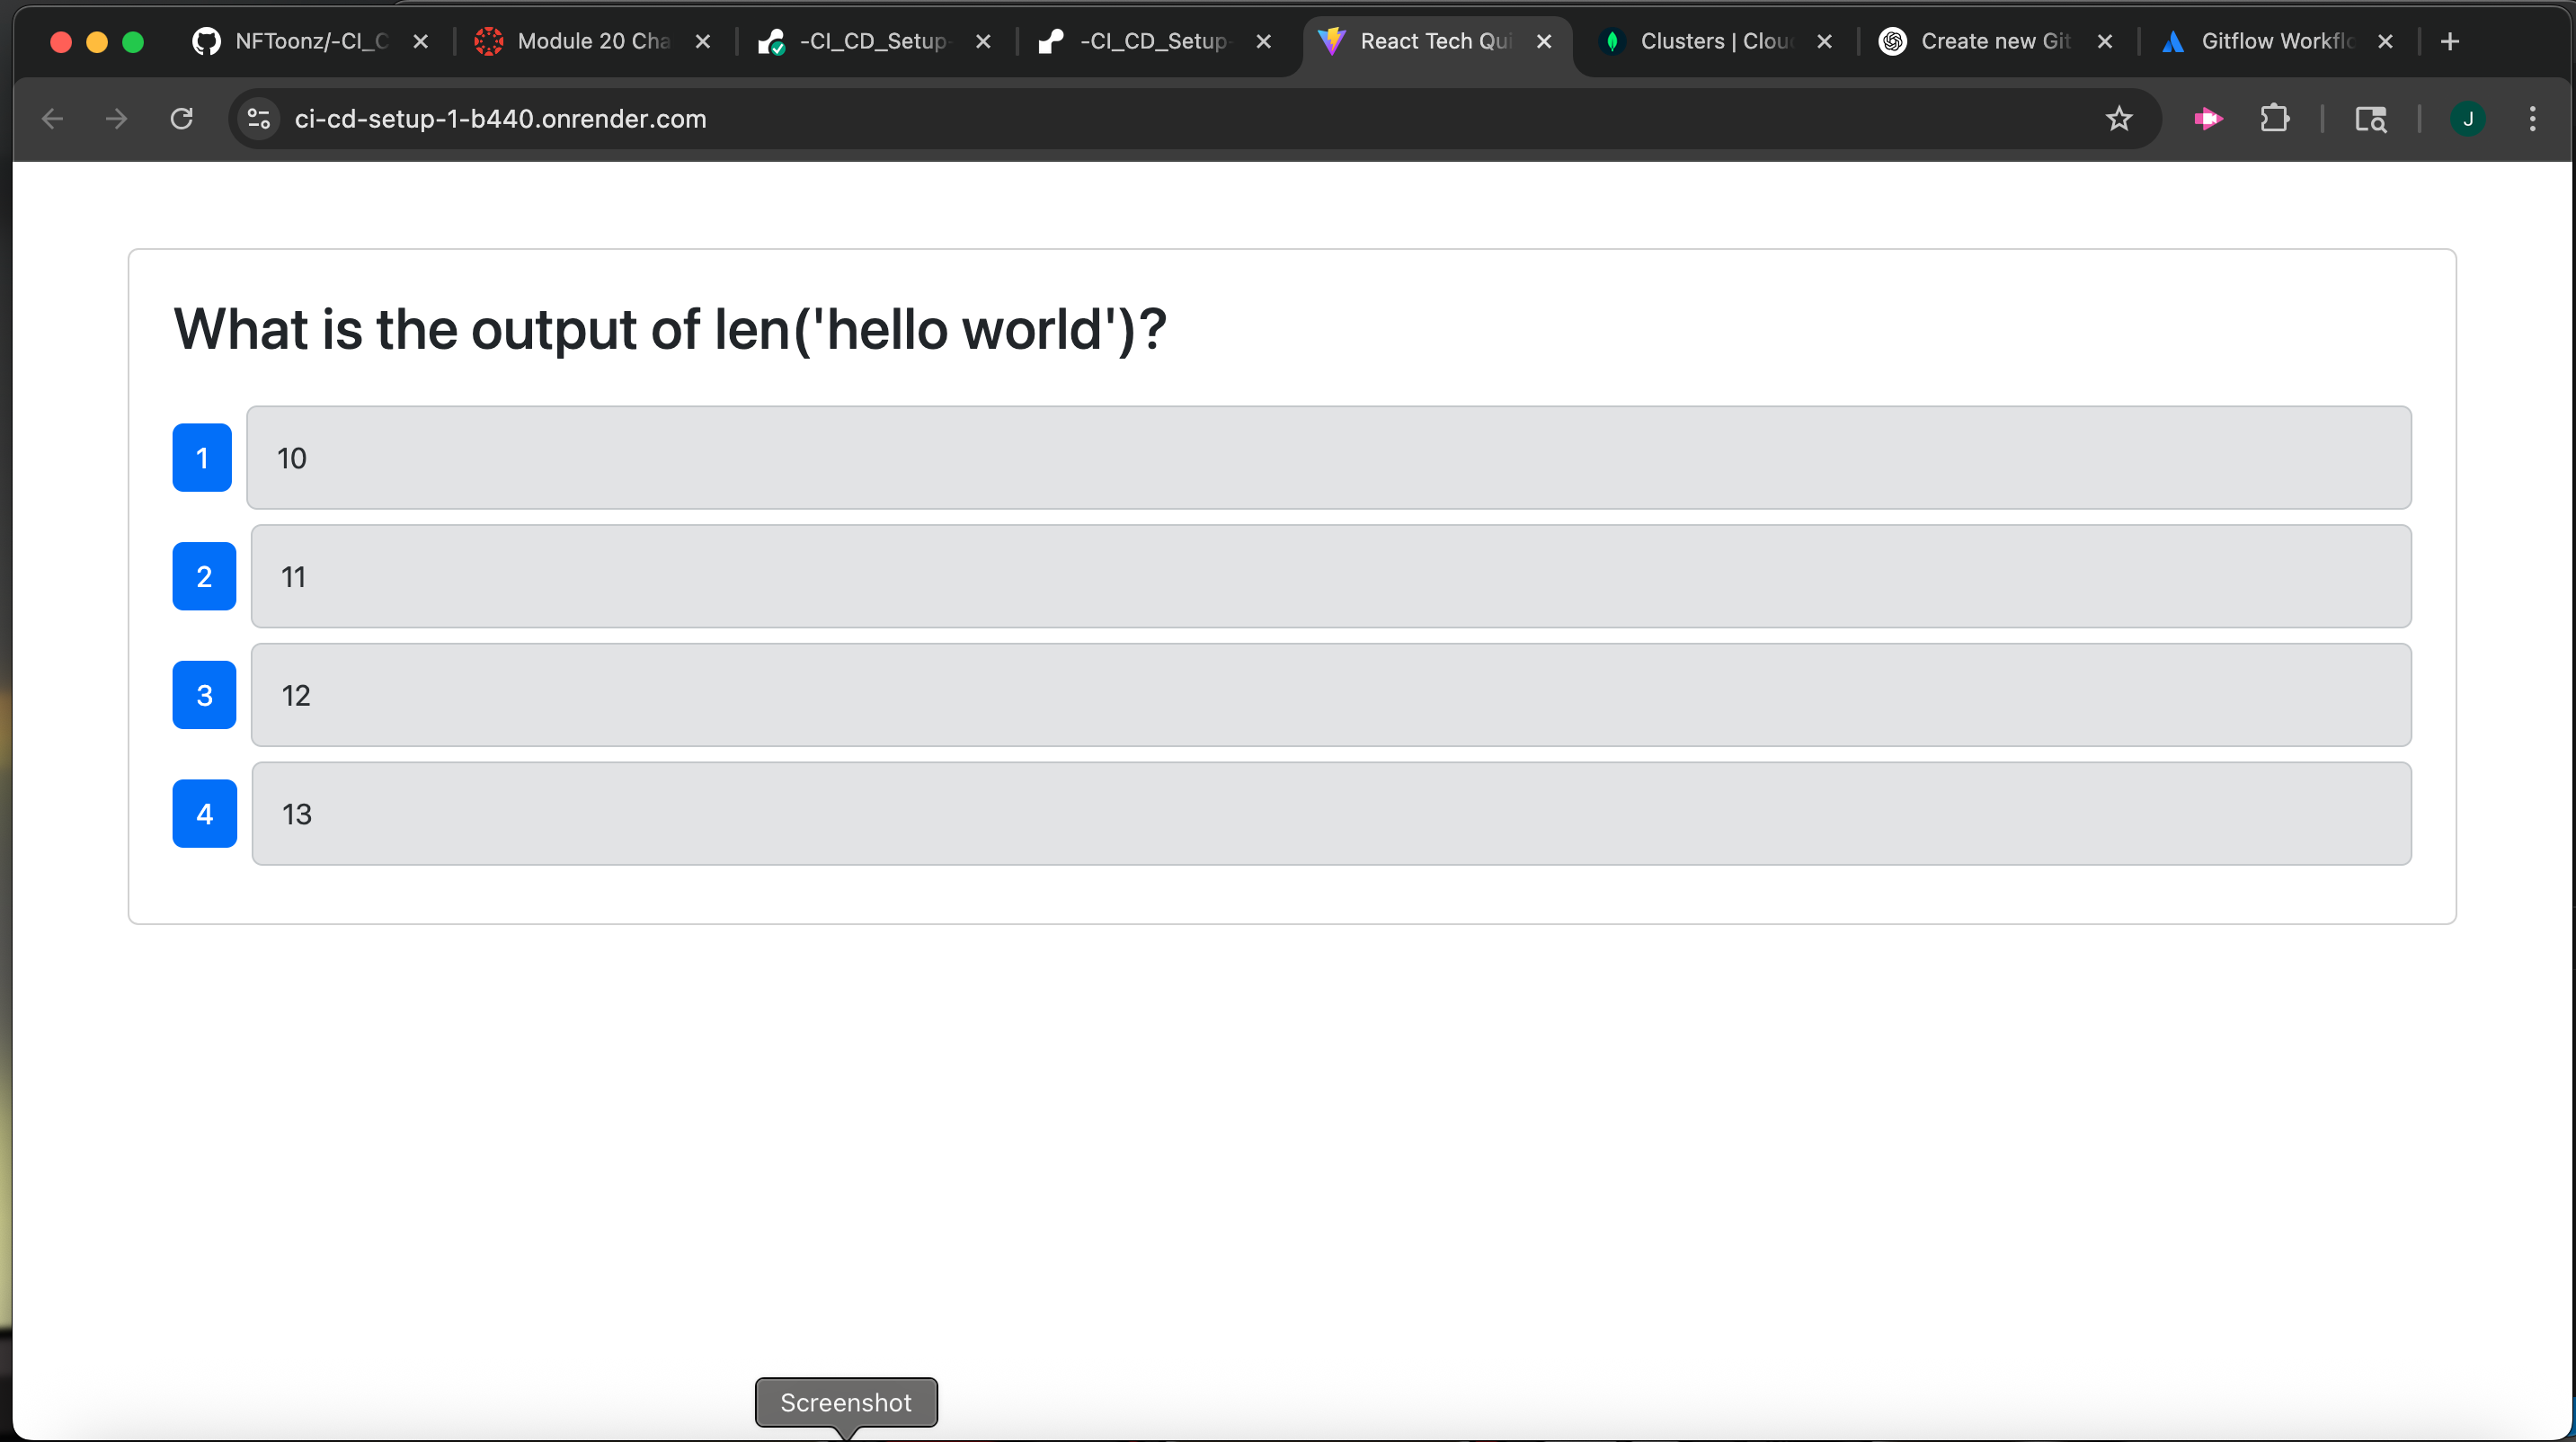 NFToonz/-CI_C
Module 20 Cha
-CI_CD_Setup-
-CI_CD_Setup-
React Tech Qui
Clusters | Clou
Create new Git
Gitflow Workflo
ci-cd-setup-1-b440.onrender.com
J
What is the output of len('hello world')?
1 10
2 11
3 12
4 13
Screenshot